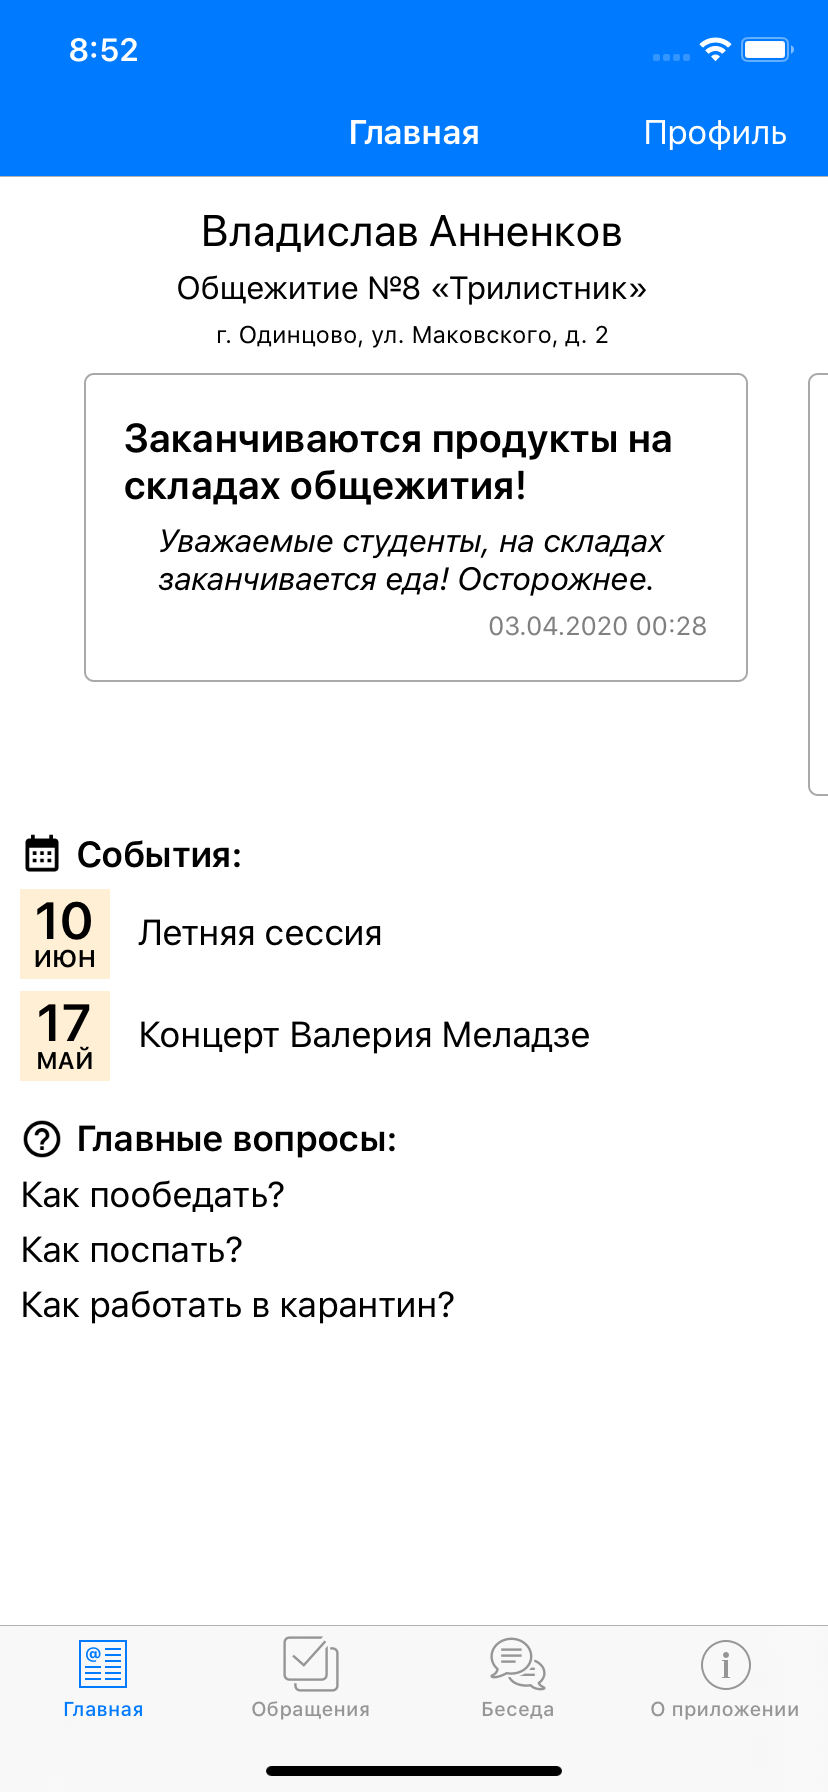 8:52
Главная
Профиль
Владислав Анненков
Общежитие №8 «Трилистник»
г. Одинцово, ул. Маковского, д. 2
Заканчиваются продукты на
складах общежития!
Уважаемые студенты, на складах
заканчивается еда! Осторожнее.
03.04.2020 00:28
События:
10
ИЮН
Летняя сессия
17
МАЙ
Концерт Валерия Меладзе
Главные вопросы:
Как пообедать?
Как поспать?
Как работать в карантин?
Главная
Обращения
Беседа
О приложении